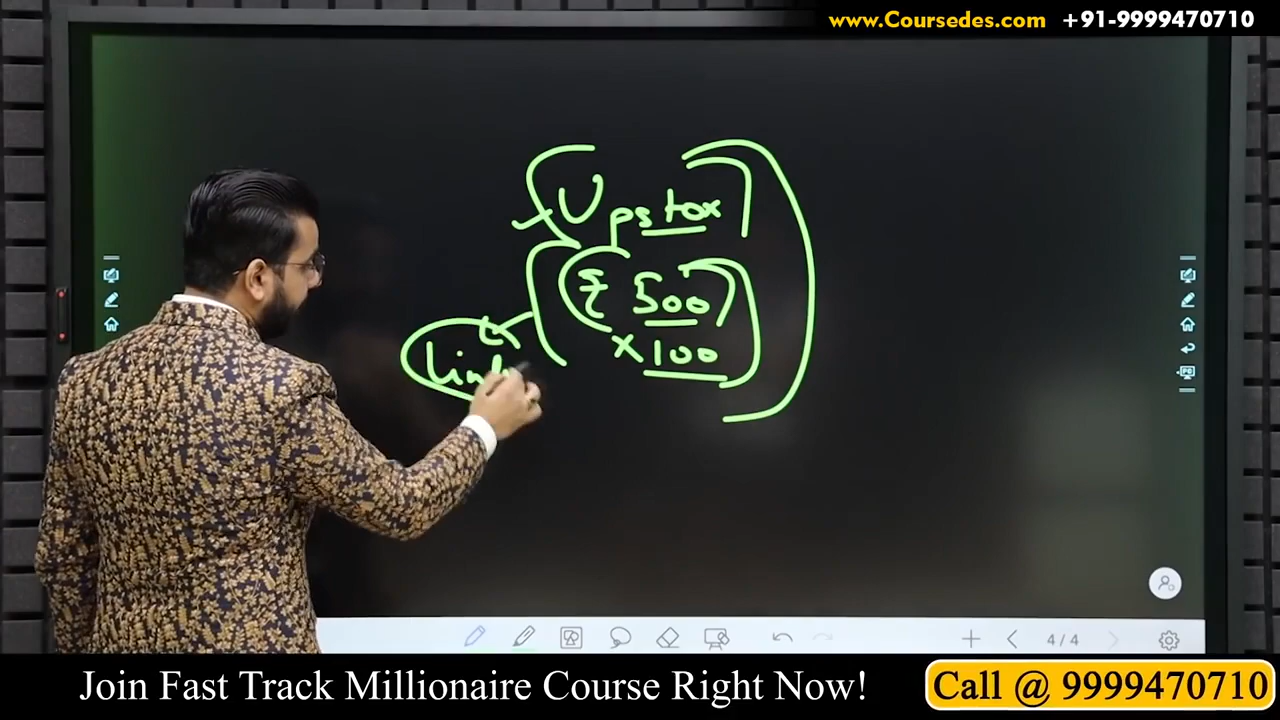 www.Coursedes.com +91-9999470710
Upstox
₹ 500
× 100
link
4/4
Join Fast Track Millionaire Course Right Now!
Call @ 9999470710